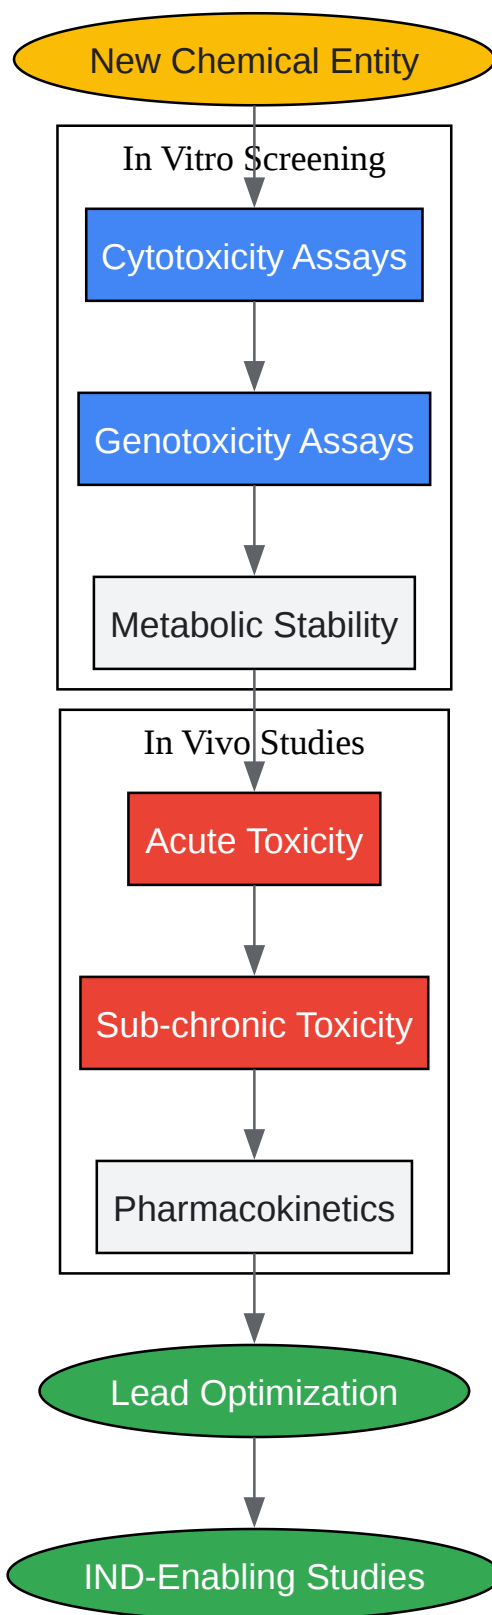 New Chemical Entity
In Vitro Screening
Cytotoxicity Assays
Genotoxicity Assays
Metabolic Stability
In Vivo Studies
Acute Toxicity
Sub-chronic Toxicity
Pharmacokinetics
Lead Optimization
IND-Enabling Studies